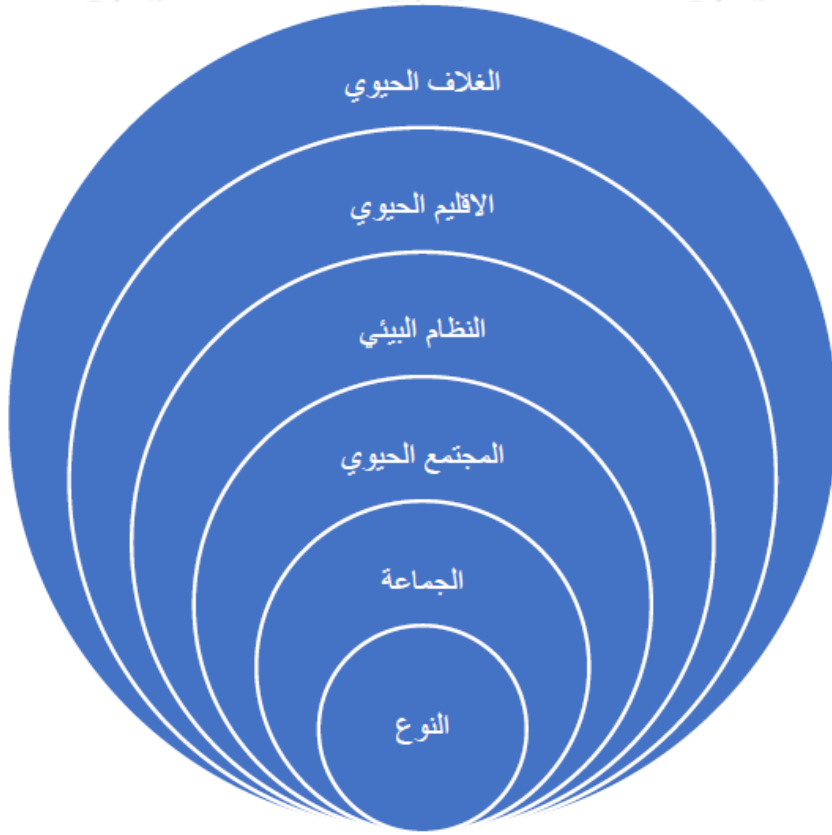 الغلاف الحيوي
الاقليم الحيوي
النظام البيئي
المجتمع الحيوي
الجماعة
النوع